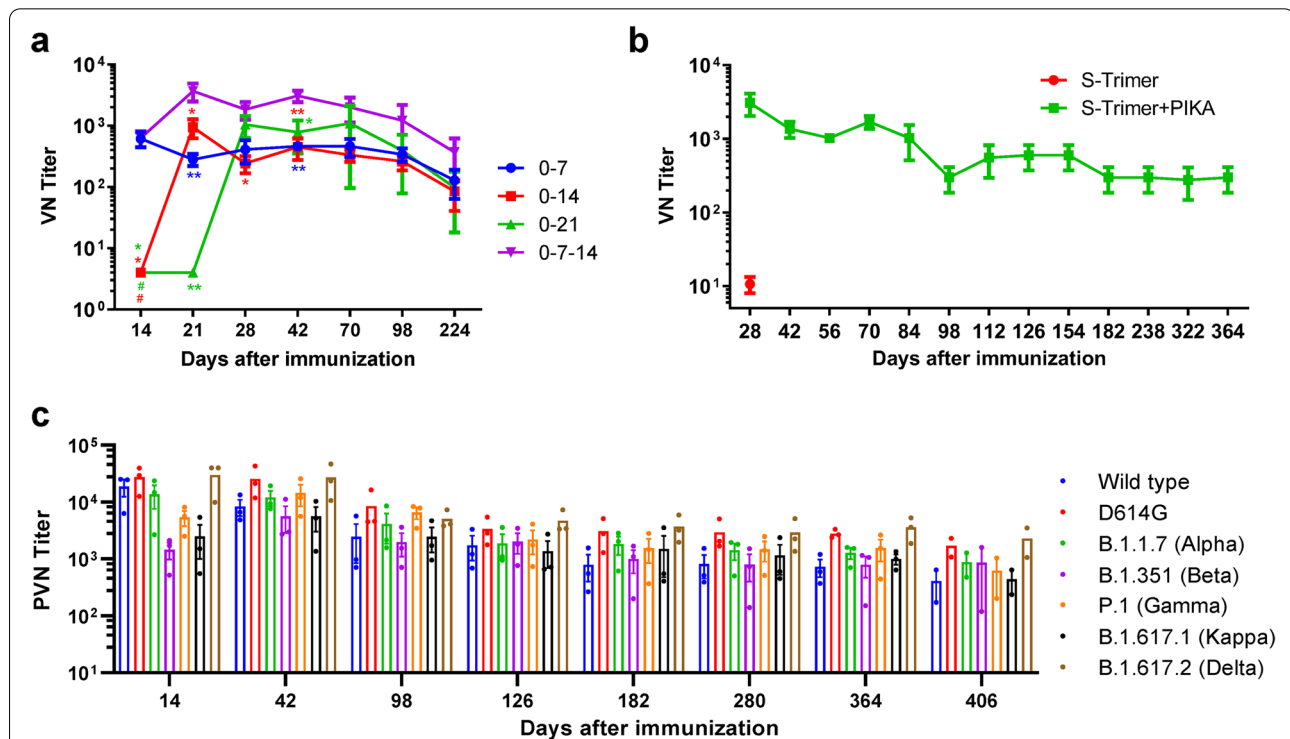 a
10⁴
10³
10²
10¹
10⁰
VN Titer
14 21 28 42 70 98 224
Days after immunization
* ** * ** ** *
* * # # **
0-7
0-14
0-21
0-7-14
b
10⁴
10³
10²
10¹
VN Titer
28 42 56 70 84 98 112 126 154 182 238 322 364
Days after immunization
S-Trimer
S-Trimer+PIKA
c
10⁵
10⁴
10³
10²
10¹
PVN Titer
14 42 98 126 182 280 364 406
Days after immunization
Wild type
D614G
B.1.1.7 (Alpha)
B.1.351 (Beta)
P.1 (Gamma)
B.1.617.1 (Kappa)
B.1.617.2 (Delta)